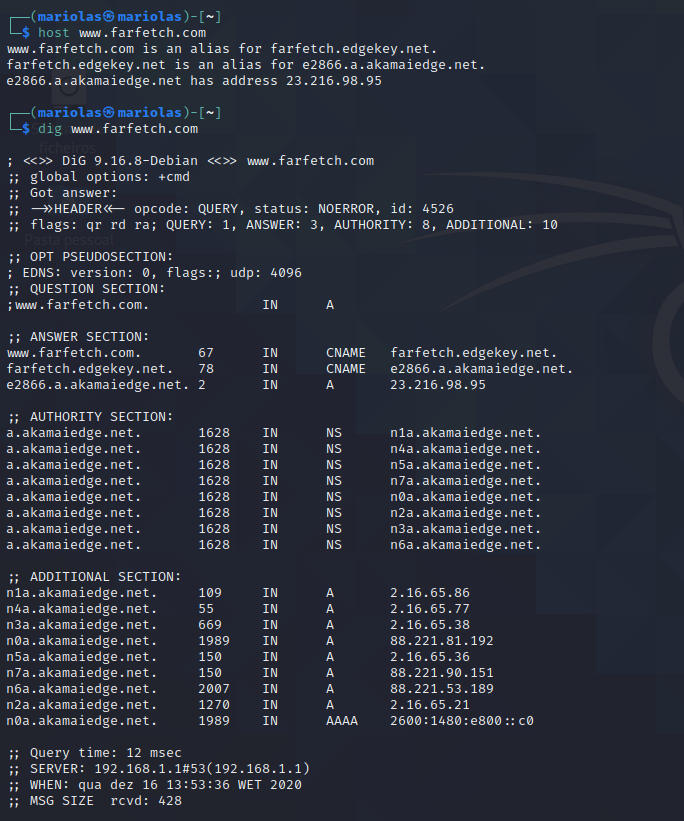 ┌──(mariolas㉿mariolas)-[~]
└─$ host www.farfetch.com
www.farfetch.com is an alias for farfetch.edgekey.net.
farfetch.edgekey.net is an alias for e2866.a.akamaiedge.net.
e2866.a.akamaiedge.net has address 23.216.98.95
┌──(mariolas㉿mariolas)-[~]
└─$ dig www.farfetch.com
ficheiros
; <<>> DiG 9.16.8-Debian <<>> www.farfetch.com
;; global options: +cmd
;; Got answer:
;; ->>HEADER<<- opcode: QUERY, status: NOERROR, id: 4526
;; flags: qr rd ra; QUERY: 1, ANSWER: 3, AUTHORITY: 8, ADDITIONAL: 10
Pasta pessoal
;; OPT PSEUDOSECTION:
; EDNS: version: 0, flags:; udp: 4096
;; QUESTION SECTION:
;www.farfetch.com. IN A
;; ANSWER SECTION:
www.farfetch.com. 67 IN CNAME farfetch.edgekey.net.
farfetch.edgekey.net. 78 IN CNAME e2866.a.akamaiedge.net.
e2866.a.akamaiedge.net. 2 IN A 23.216.98.95
;; AUTHORITY SECTION:
a.akamaiedge.net. 1628 IN NS n1a.akamaiedge.net.
a.akamaiedge.net. 1628 IN NS n4a.akamaiedge.net.
a.akamaiedge.net. 1628 IN NS n5a.akamaiedge.net.
a.akamaiedge.net. 1628 IN NS n7a.akamaiedge.net.
a.akamaiedge.net. 1628 IN NS n0a.akamaiedge.net.
a.akamaiedge.net. 1628 IN NS n2a.akamaiedge.net.
a.akamaiedge.net. 1628 IN NS n3a.akamaiedge.net.
a.akamaiedge.net. 1628 IN NS n6a.akamaiedge.net.
;; ADDITIONAL SECTION:
n1a.akamaiedge.net. 109 IN A 2.16.65.86
n4a.akamaiedge.net. 55 IN A 2.16.65.77
n3a.akamaiedge.net. 669 IN A 2.16.65.38
n0a.akamaiedge.net. 1989 IN A 88.221.81.192
n5a.akamaiedge.net. 150 IN A 2.16.65.36
n7a.akamaiedge.net. 150 IN A 88.221.90.151
n6a.akamaiedge.net. 2007 IN A 88.221.53.189
n2a.akamaiedge.net. 1270 IN A 2.16.65.21
n0a.akamaiedge.net. 1989 IN AAAA 2600:1480:e800::c0
;; Query time: 12 msec
;; SERVER: 192.168.1.1#53(192.168.1.1)
;; WHEN: qua dez 16 13:53:36 WET 2020
;; MSG SIZE rcvd: 428